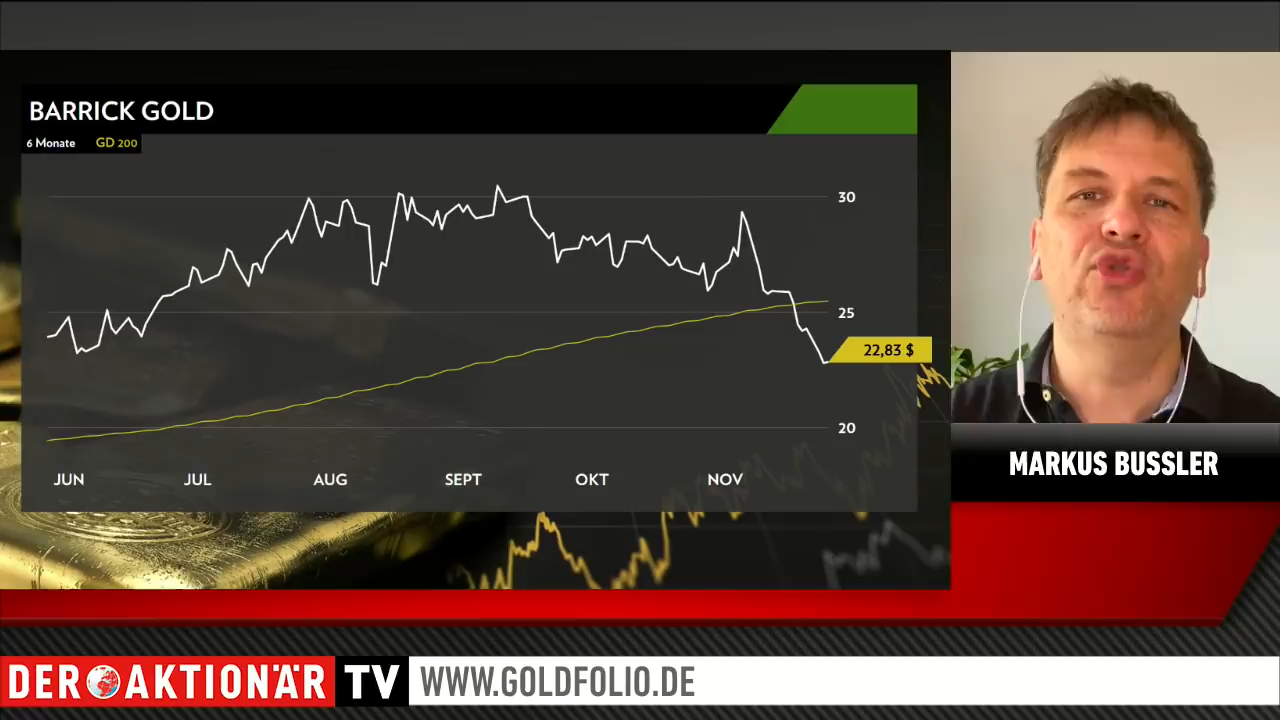 BARRICK GOLD
6 Monate GD 200
30
25
22,83 $
20
JUN JUL AUG SEPT OKT NOV
MARKUS BUSSLER
DER AKTIONÄR TV WWW.GOLDFOLIO.DE